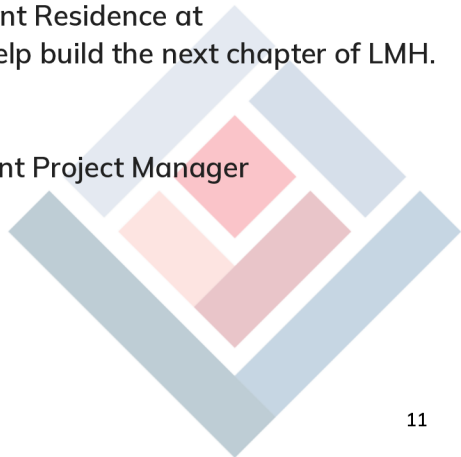 nt Residence at
elp build the next chapter of LMH.
nt Project Manager
11